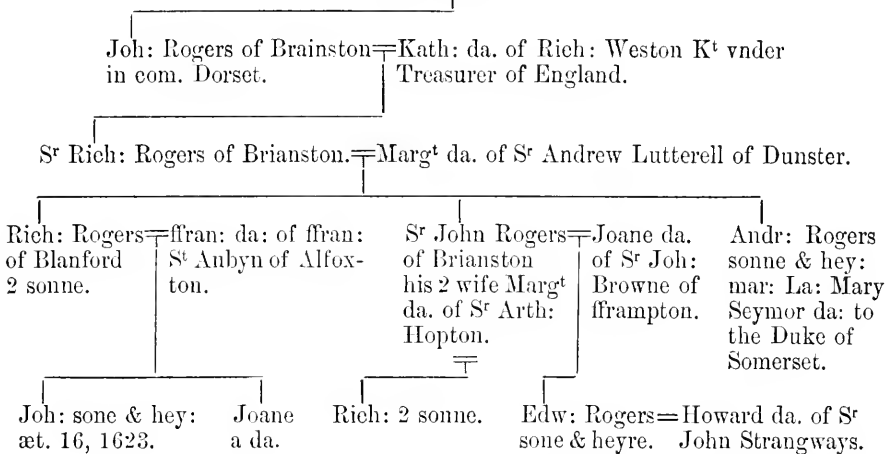 Joh: Rogers of Brainston = Kath: da. of Rich: Weston Kᵗ vnder
in com. Dorset. Treasurer of England.
Sʳ Rich: Rogers of Brianston. = Margᵗ da. of Sʳ Andrew Lutterell of Dunster.
Rich: Rogers =
of Blanford
2 sonne.
ffran: da: of ffran:
Sᵗ Aubyn of Alfox-
ton.
Sʳ John Rogers =
of Brianston
his 2 wife Margᵗ
da. of Sʳ Arth:
Hopton.
Joane da.
of Sʳ Joh:
Browne of
fframpton.
Andr: Rogers
sonne & hey:
mar: La: Mary
Seymor da: to
the Duke of
Somerset.
Joh: sone & hey:
æt. 16, 1623.
Joane
a da.
Rich: 2 sonne.
Edw: Rogers =
sone & heyre.
Howard da. of Sʳ
John Strangways.